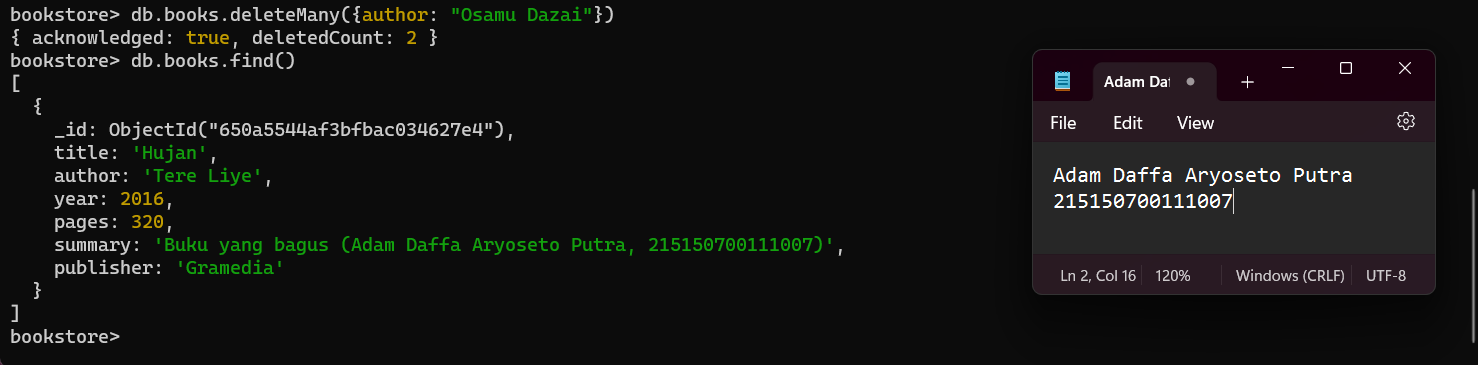 bookstore> db.books.deleteMany({author: "Osamu Dazai"})
{ acknowledged: true, deletedCount: 2 }
bookstore> db.books.find()
[
  {
    _id: ObjectId("650a5544af3bfbac034627e4"),
    title: 'Hujan',
    author: 'Tere Liye',
    year: 2016,
    pages: 320,
    summary: 'Buku yang bagus (Adam Daffa Aryoseto Putra, 215150700111007)',
    publisher: 'Gramedia'
  }
]
bookstore>
Adam Daf
File Edit View
Adam Daffa Aryoseto Putra
215150700111007
Ln 2, Col 16 120% Windows (CRLF) UTF-8